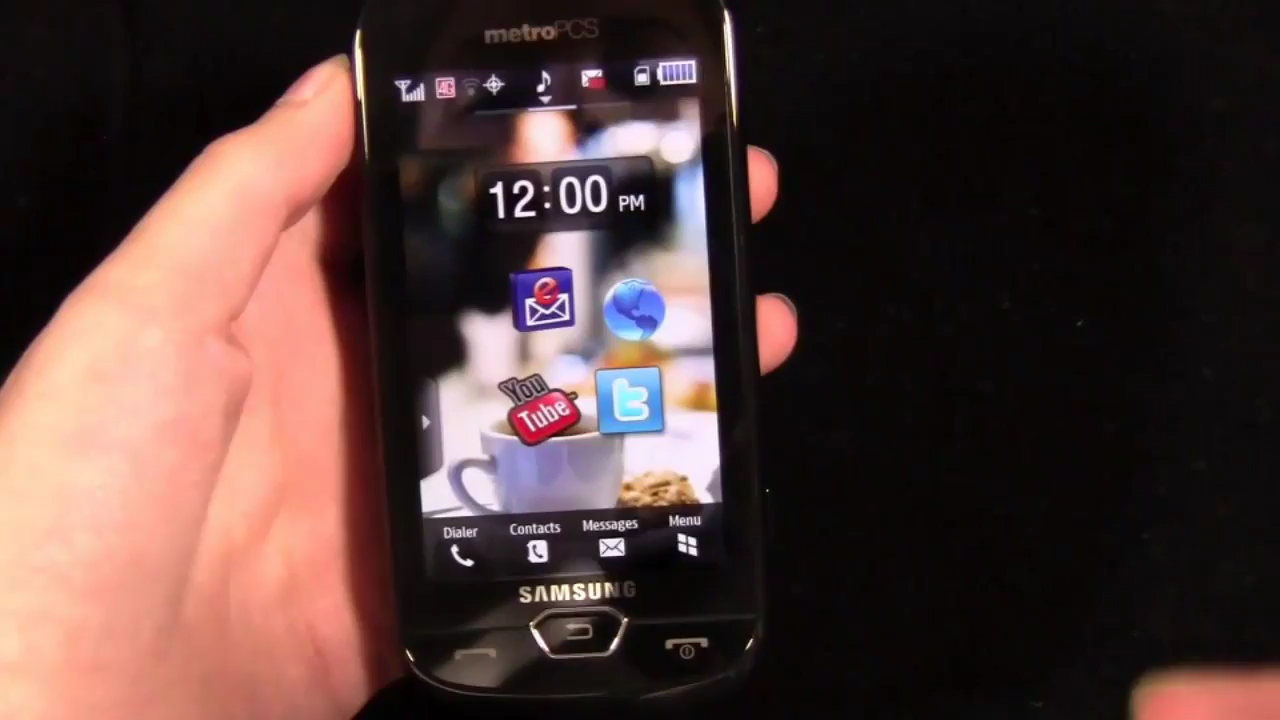 metroPCS
4G
12:00 PM
e
You
Tube
t
Dialer
Contacts
Messages
Menu
SAMSUNG